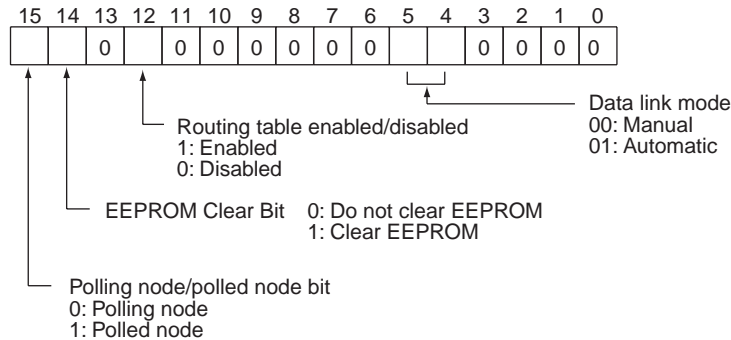 15 14 13 12 11 10 9 8 7 6 5 4 3 2 1 0
0 0 0 0 0 0 0 0 0 0 0
Data link mode
00: Manual
01: Automatic
Routing table enabled/disabled
1: Enabled
0: Disabled
EEPROM Clear Bit 0: Do not clear EEPROM
1: Clear EEPROM
Polling node/polled node bit
0: Polling node
1: Polled node